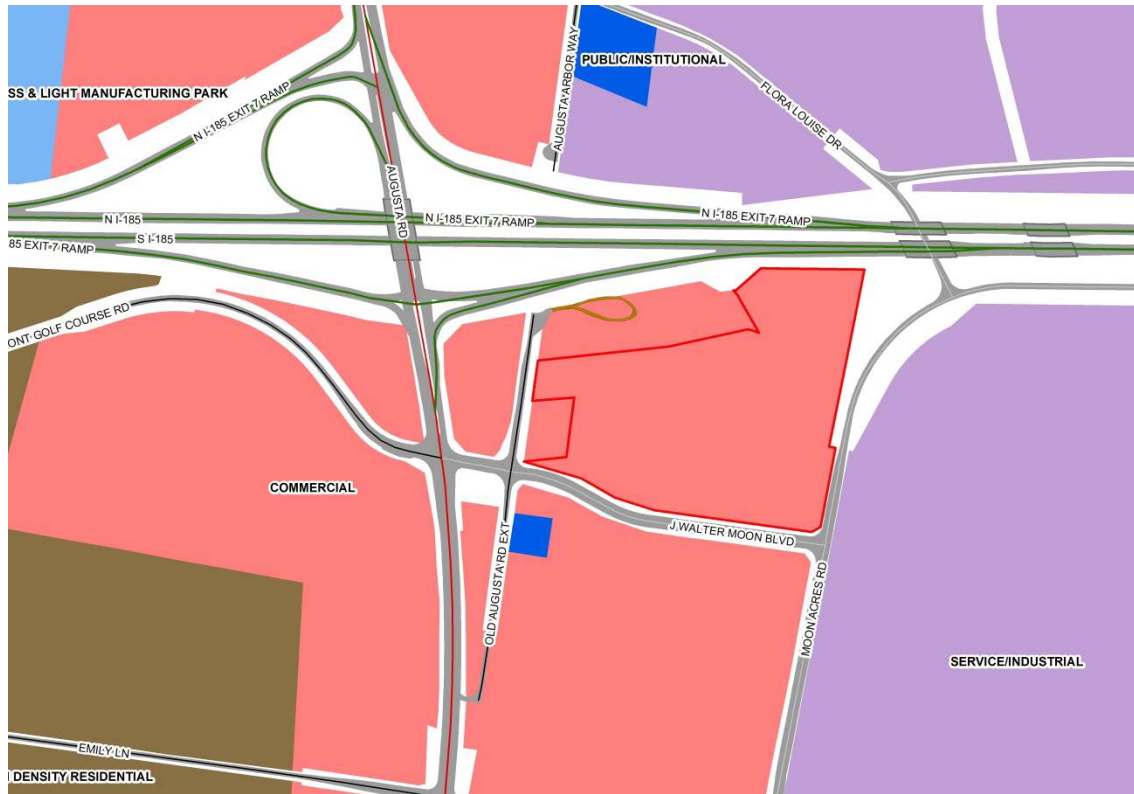 PUBLIC/INSTITUTIONAL
SS & LIGHT MANUFACTURING PARK
N I-185 EXIT 7 RAMP
AUGUSTA ARBOR WAY
FLORA LOUISE DR
AUGUSTA RD
N I-185
N I-185 EXIT 7 RAMP
N I-185 EXIT 7 RAMP
S I-185
85 EXIT 7 RAMP
ONT GOLF COURSE RD
COMMERCIAL
J WALTER MOON BLVD
OLD AUGUSTA RD EXT
MOON ACRES RD
SERVICE/INDUSTRIAL
EMILY LN
DENSITY RESIDENTIAL